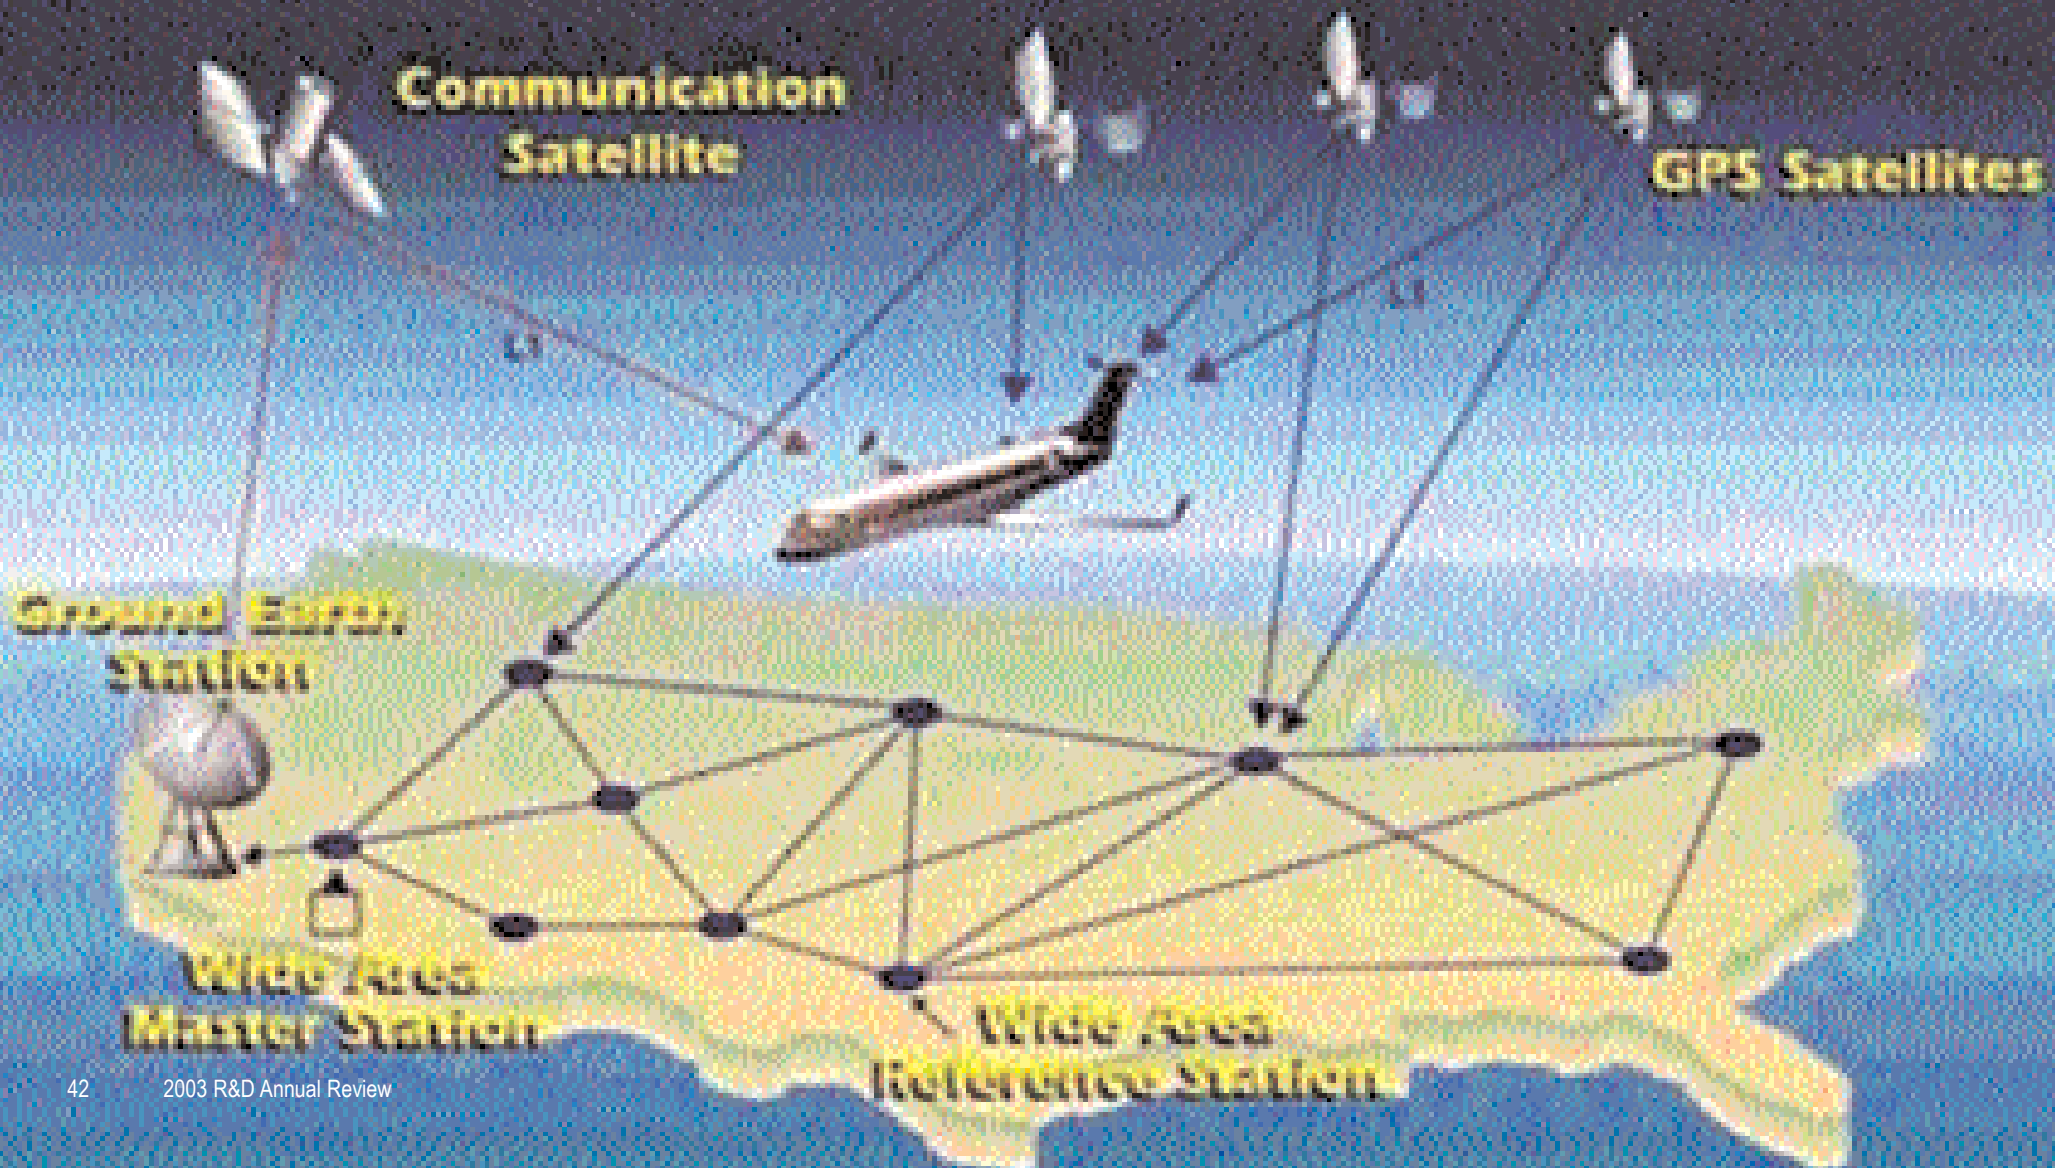 Communication
Satellite
GPS Satellites
Ground Earth
Station
Wide Area
Master Station
Wide Area
Reference Station
42 2003 R&D Annual Review